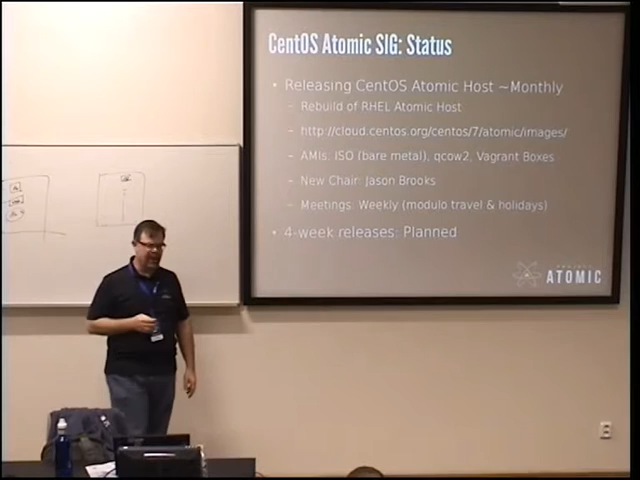 CentOS Atomic SIG: Status
• Releasing CentOS Atomic Host ~Monthly
– Rebuild of RHEL Atomic Host
– http://cloud.centos.org/centos/7/atomic/images/
– AMIs. ISO (bare metal), qcow2, Vagrant Boxes
– New Chair: Jason Brooks
– Meetings: Weekly (modulo travel & holidays)
• 4-week releases: Planned
PROJECT
ATOMIC